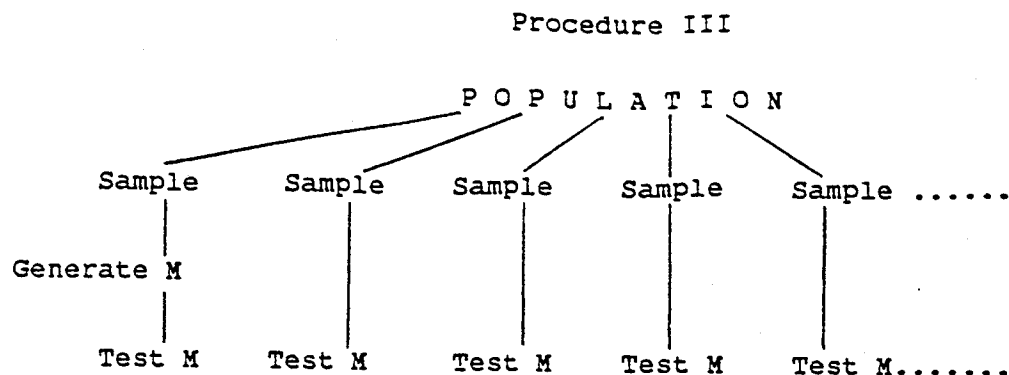 Procedure III
P O P U L A T I O N
Sample Sample Sample Sample Sample ......
Generate M
Test M Test M Test M Test M Test M.......